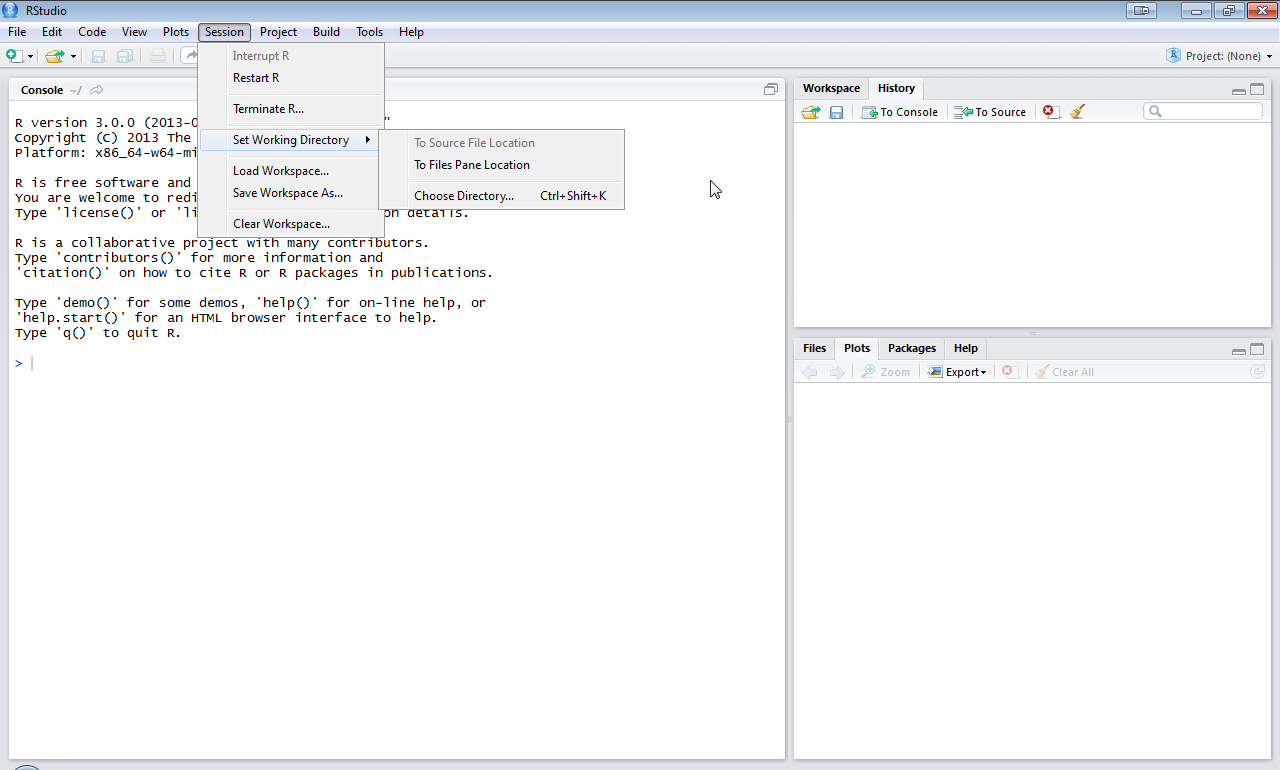 RStudio
File Edit Code View Plots Session Project Build Tools Help
Project: (None)
Interrupt R
Restart R
Terminate R...
Set Working Directory
Load Workspace...
Save Workspace As...
Clear Workspace...
To Source File Location
To Files Pane Location
Choose Directory... Ctrl+Shift+K
Console ~/
R version 3.0.0 (2013-0 "
Copyright (C) 2013 The
Platform: x86_64-w64-mi
R is free software and
You are welcome to redi
Type 'license()' or 'li on details.
R is a collaborative project with many contributors.
Type 'contributors()' for more information and
'citation()' on how to cite R or R packages in publications.
Type 'demo()' for some demos, 'help()' for on-line help, or
'help.start()' for an HTML browser interface to help.
Type 'q()' to quit R.
>
Workspace History
To Console To Source
Files Plots Packages Help
Zoom Export Clear All